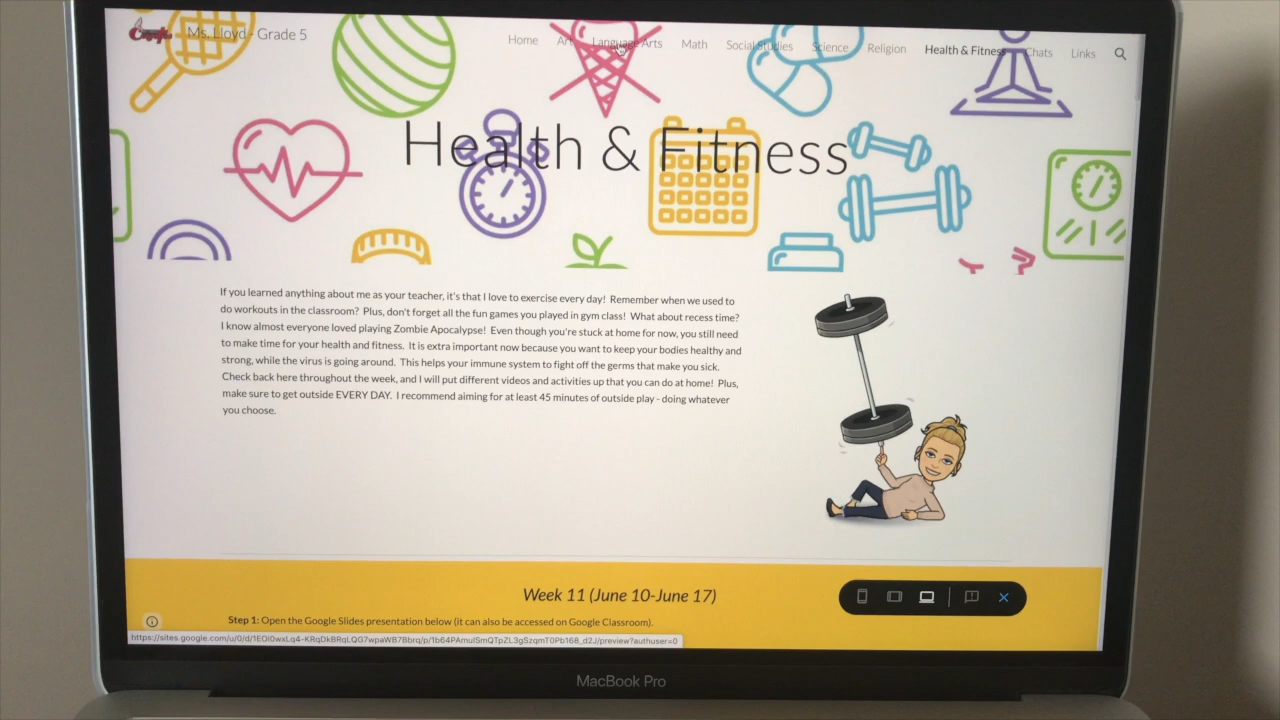 Ms. Lloyd - Grade 5
Home Art Language Arts Math Social Studies Science Religion Health & Fitness Chats Links
Health & Fitness
If you learned anything about me as your teacher, it's that I love to exercise every day! Remember when we used to
do workouts in the classroom? Plus, don't forget all the fun games you played in gym class! What about recess time?
I know almost everyone loved playing Zombie Apocalypse! Even though you're stuck at home for now, you still need
to make time for your health and fitness. It is extra important now because you want to keep your bodies healthy and
strong, while the virus is going around. This helps your immune system to fight off the germs that make you sick.
Check back here throughout the week, and I will put different videos and activities up that you can do at home! Plus,
make sure to get outside EVERY DAY. I recommend aiming for at least 45 minutes of outside play - doing whatever
you choose.
Week 11 (June 10-June 17)
Step 1: Open the Google Slides presentation below (it can also be accessed on Google Classroom).
MacBook Pro